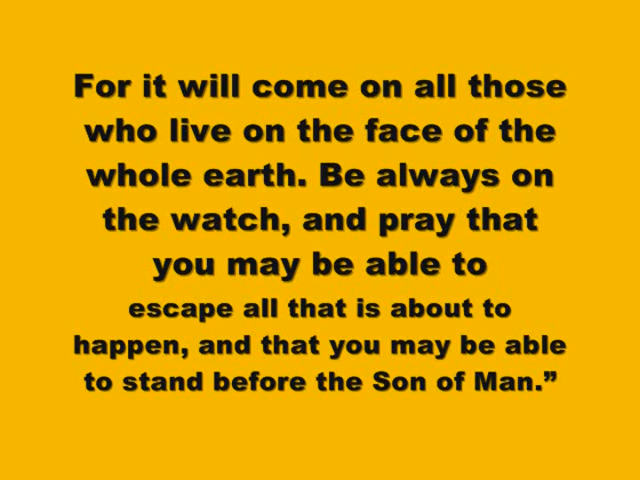 For it will come on all those
who live on the face of the
whole earth. Be always on
the watch, and pray that
you may be able to
escape all that is about to
happen, and that you may be able
to stand before the Son of Man.”